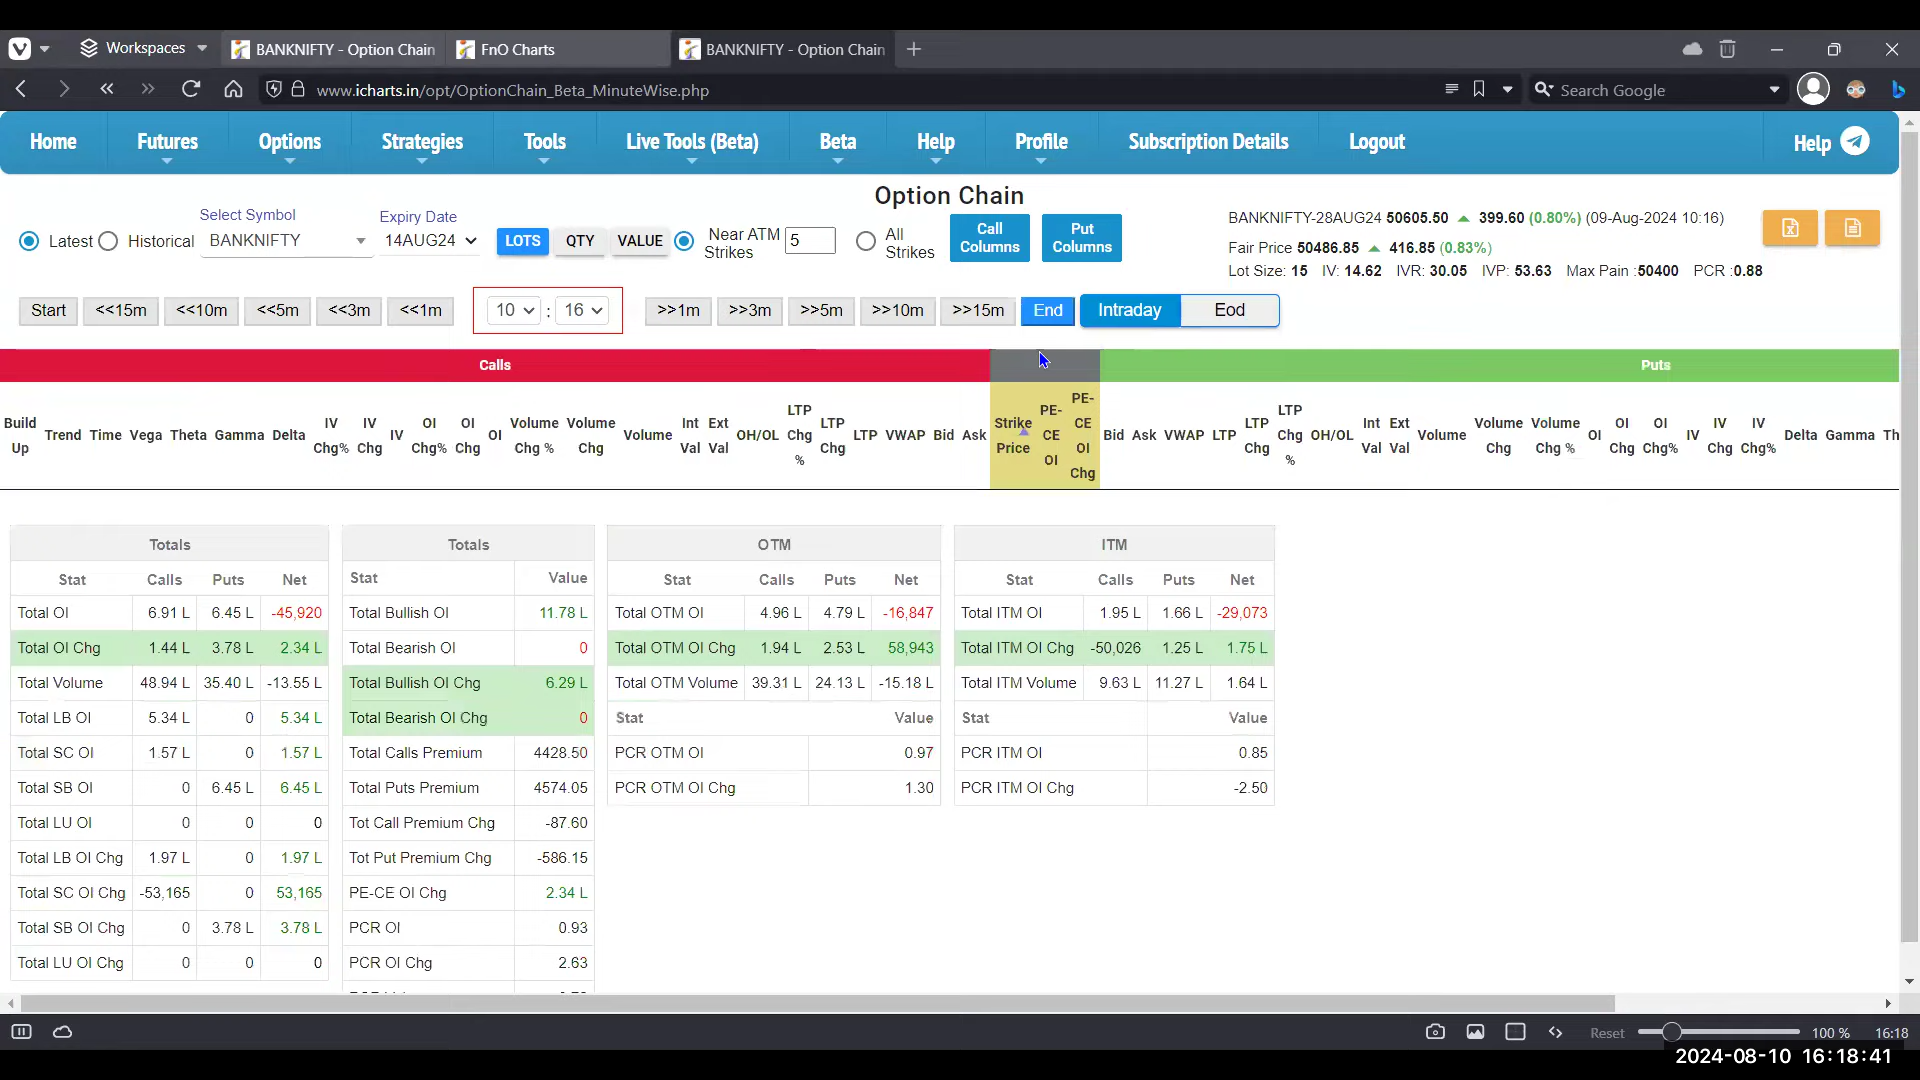 Workspaces
BANKNIFTY - Option Chain
FnO Charts
BANKNIFTY - Option Chain
www.icharts.in/opt/OptionChain_Beta_MinuteWise.php
Search Google
Home Futures Options Strategies Tools Live Tools (Beta) Beta Help Profile Subscription Details Logout Help
Option Chain
Latest Historical
Select Symbol
BANKNIFTY
Expiry Date
14AUG24
LOTS QTY VALUE
Near ATM
Strikes
5
All
Strikes
Call
Columns
Put
Columns
BANKNIFTY-28AUG24 50605.50 ▲ 399.60 (0.80%) (09-Aug-2024 10:16)
Fair Price 50486.85 ▲ 416.85 (0.83%)
Lot Size: 15 IV: 14.62 IVR: 30.05 IVP: 53.63 Max Pain :50400 PCR :0.88
Start <<15m <<10m <<5m <<3m <<1m 10 : 16 >>1m >>3m >>5m >>10m >>15m End Intraday Eod
Calls Puts
Build Up
Trend
Time
Vega
Theta
Gamma
Delta
IV Chg%
IV Chg
IV
OI Chg%
OI Chg
OI
Volume Chg %
Volume Chg
Volume
Int Val
Ext Val
OH/OL
LTP Chg %
LTP Chg
LTP
VWAP
Bid
Ask
Strike Price
PE-CE OI
PE-CE OI Chg
Bid
Ask
VWAP
LTP
LTP Chg
LTP Chg %
OH/OL
Int Val
Ext Val
Volume
Volume Chg
Volume Chg %
OI
OI Chg
OI Chg%
IV
IV Chg
IV Chg%
Delta
Gamma
Th
Totals
Stat Calls Puts Net
Total OI 6.91 L 6.45 L -45,920
Total OI Chg 1.44 L 3.78 L 2.34 L
Total Volume 48.94 L 35.40 L -13.55 L
Total LB OI 5.34 L 0 5.34 L
Total SC OI 1.57 L 0 1.57 L
Total SB OI 0 6.45 L 6.45 L
Total LU OI 0 0 0
Total LB OI Chg 1.97 L 0 1.97 L
Total SC OI Chg -53,165 0 53,165
Total SB OI Chg 0 3.78 L 3.78 L
Total LU OI Chg 0 0 0
Totals
Stat Value
Total Bullish OI 11.78 L
Total Bearish OI 0
Total Bullish OI Chg 6.29 L
Total Bearish OI Chg 0
Total Calls Premium 4428.50
Total Puts Premium 4574.05
Tot Call Premium Chg -87.60
Tot Put Premium Chg -586.15
PE-CE OI Chg 2.34 L
PCR OI 0.93
PCR OI Chg 2.63
OTM
Stat Calls Puts Net
Total OTM OI 4.96 L 4.79 L -16,847
Total OTM OI Chg 1.94 L 2.53 L 58,943
Total OTM Volume 39.31 L 24.13 L -15.18 L
Stat Value
PCR OTM OI 0.97
PCR OTM OI Chg 1.30
ITM
Stat Calls Puts Net
Total ITM OI 1.95 L 1.66 L -29,073
Total ITM OI Chg -50,026 1.25 L 1.75 L
Total ITM Volume 9.63 L 11.27 L 1.64 L
Stat Value
PCR ITM OI 0.85
PCR ITM OI Chg -2.50
Reset 100 % 16:18
2024-08-10 16:18:41